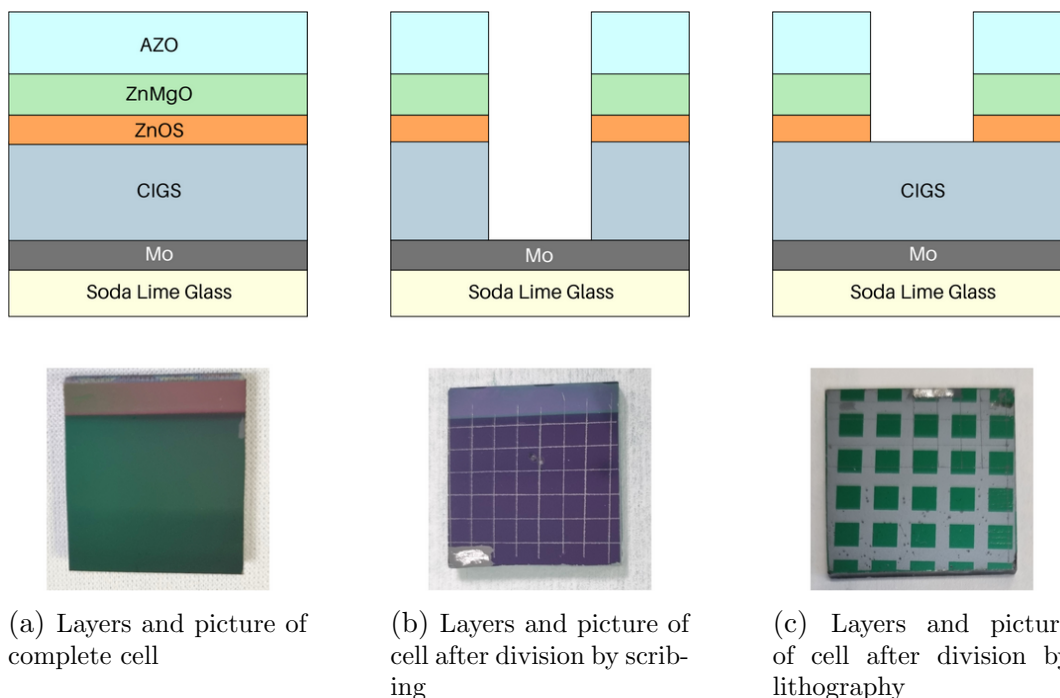 AZO
ZnMgO
ZnOS
CIGS
Mo
Soda Lime Glass
Mo
Soda Lime Glass
CIGS
Mo
Soda Lime Glass
(a) Layers and picture of
complete cell
(b) Layers and picture of
cell after division by scrib-
ing
(c) Layers and pictur
of cell after division by
lithography